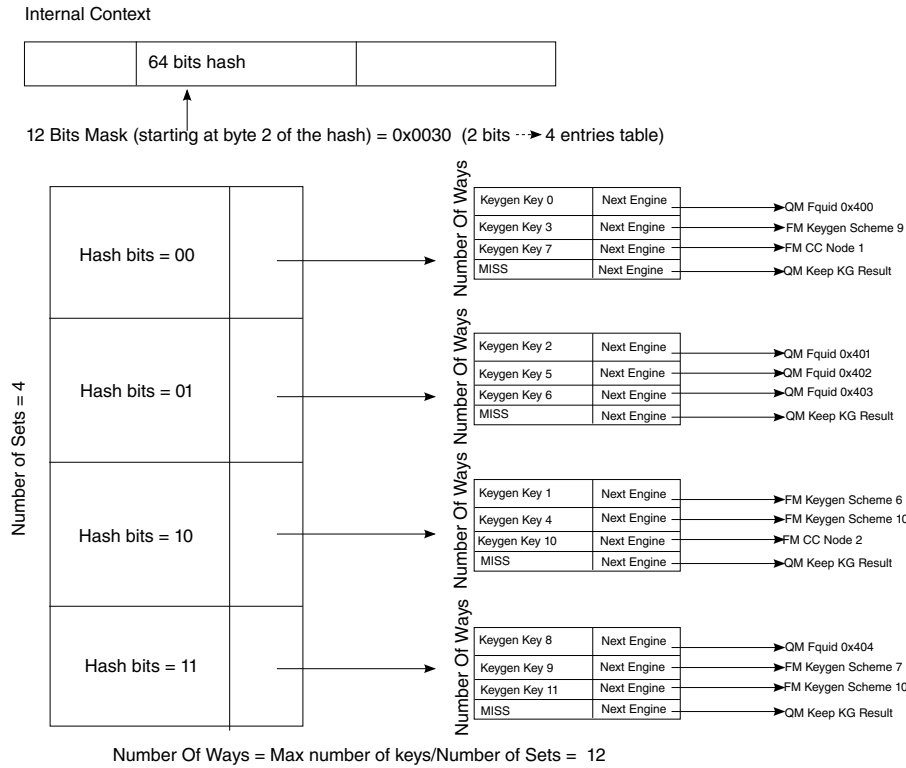 Internal Context
64 bits hash
12 Bits Mask (starting at byte 2 of the hash) = 0x0030 (2 bits ---> 4 entries table)
Number of Sets = 4
Hash bits = 00
Number Of Ways
Keygen Key 0 Next Engine QM Fquid 0x400
Keygen Key 3 Next Engine FM Keygen Scheme 9
Keygen Key 7 Next Engine FM CC Node 1
MISS Next Engine QM Keep KG Result
Hash bits = 01
Number Of Ways
Keygen Key 2 Next Engine QM Fquid 0x401
Keygen Key 5 Next Engine QM Fquid 0x402
Keygen Key 6 Next Engine QM Fquid 0x403
MISS Next Engine QM Keep KG Result
Hash bits = 10
Number Of Ways
Keygen Key 1 Next Engine FM Keygen Scheme 6
Keygen Key 4 Next Engine FM Keygen Scheme 10
Keygen Key 10 Next Engine FM CC Node 2
MISS Next Engine QM Keep KG Result
Hash bits = 11
Number Of Ways
Keygen Key 8 Next Engine QM Fquid 0x404
Keygen Key 9 Next Engine FM Keygen Scheme 7
Keygen Key 11 Next Engine FM Keygen Scheme 10
MISS Next Engine QM Keep KG Result
Number Of Ways = Max number of keys/Number of Sets = 12